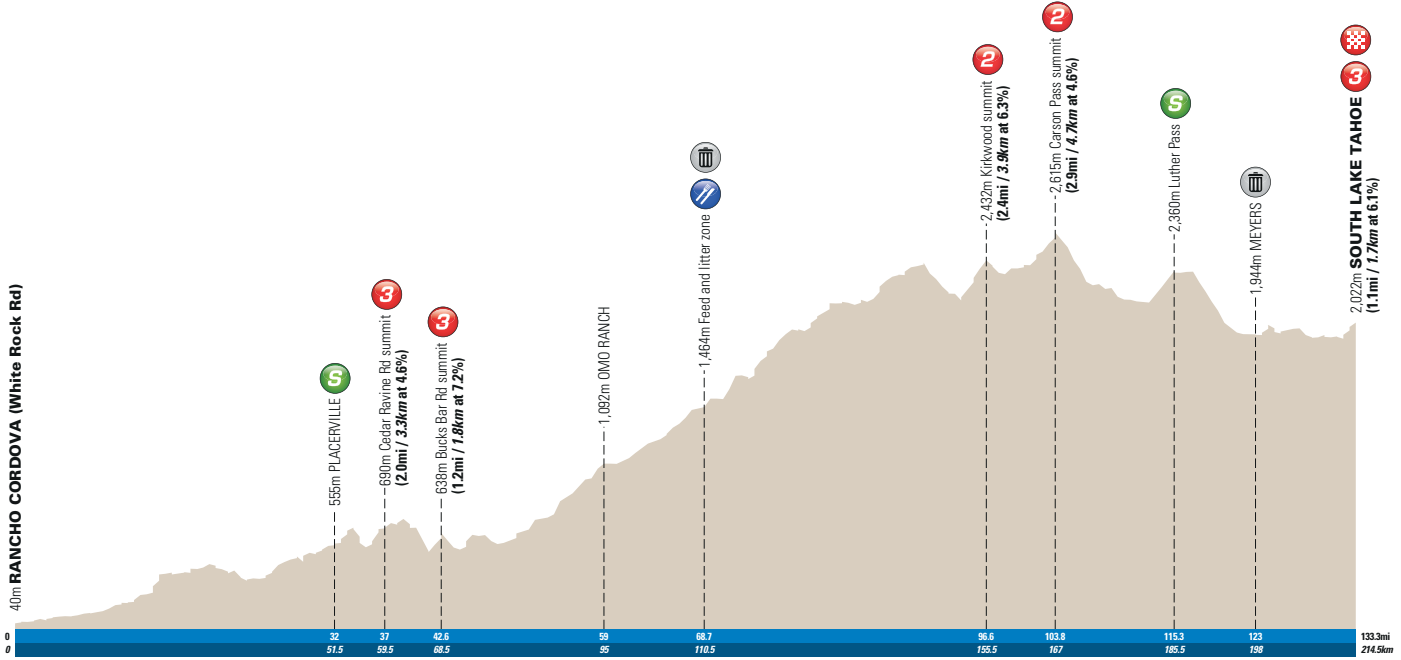 40m RANCHO CORDOVA (White Rock Rd)
555m PLACERVILLE
S
690m Cedar Ravine Rd summit
(2.0mi / 3.3km at 4.6%)
3
638m Bucks Bar Rd summit
(1.2mi / 1.8km at 7.2%)
3
1,092m OMO RANCH
1,464m Feed and litter zone
2,432m Kirkwood summit
(2.4mi / 3.9km at 6.3%)
2
2,615m Carson Pass summit
(2.9mi / 4.7km at 4.6%)
2
2,360m Luther Pass
S
1,944m MEYERS
2,022m SOUTH LAKE TAHOE
(1.1mi / 1.7km at 6.1%)
3
0 32 37 42.6 59 68.7 96.6 103.8 115.3 123 133.3mi
0 51.5 59.5 68.5 95 110.5 155.5 167 185.5 198 214.5km